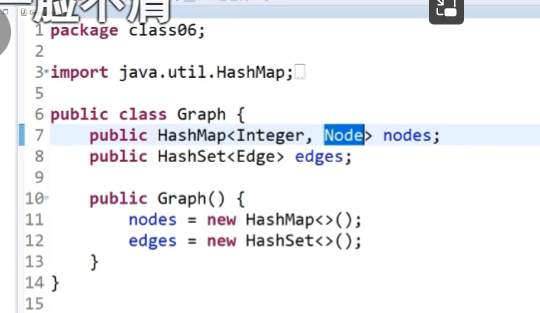 一脸不屑
1 package class06;
2
3 import java.util.HashMap;
5
6 public class Graph {
7 public HashMap<Integer, Node> nodes;
8 public HashSet<Edge> edges;
9
10 public Graph() {
11 nodes = new HashMap<>();
12 edges = new HashSet<>();
13 }
14 }
15